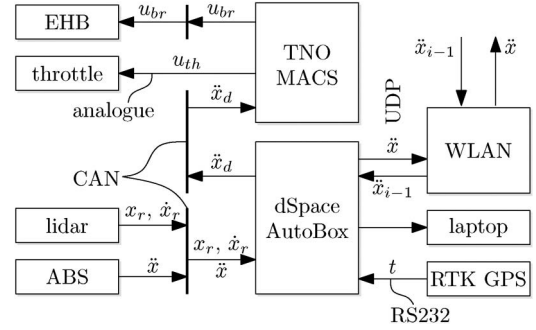 EHB
u_br
u_br
TNO
MACS
throttle
u_th
analogue
ẍ_d
ẍ_{i−1}
ẍ
UDP
WLAN
CAN
ẍ_d
dSpace
AutoBox
ẍ
ẍ_{i−1}
lidar
x_r, ẋ_r
x_r, ẋ_r
ẍ
laptop
ABS
ẍ
t
RTK GPS
RS232